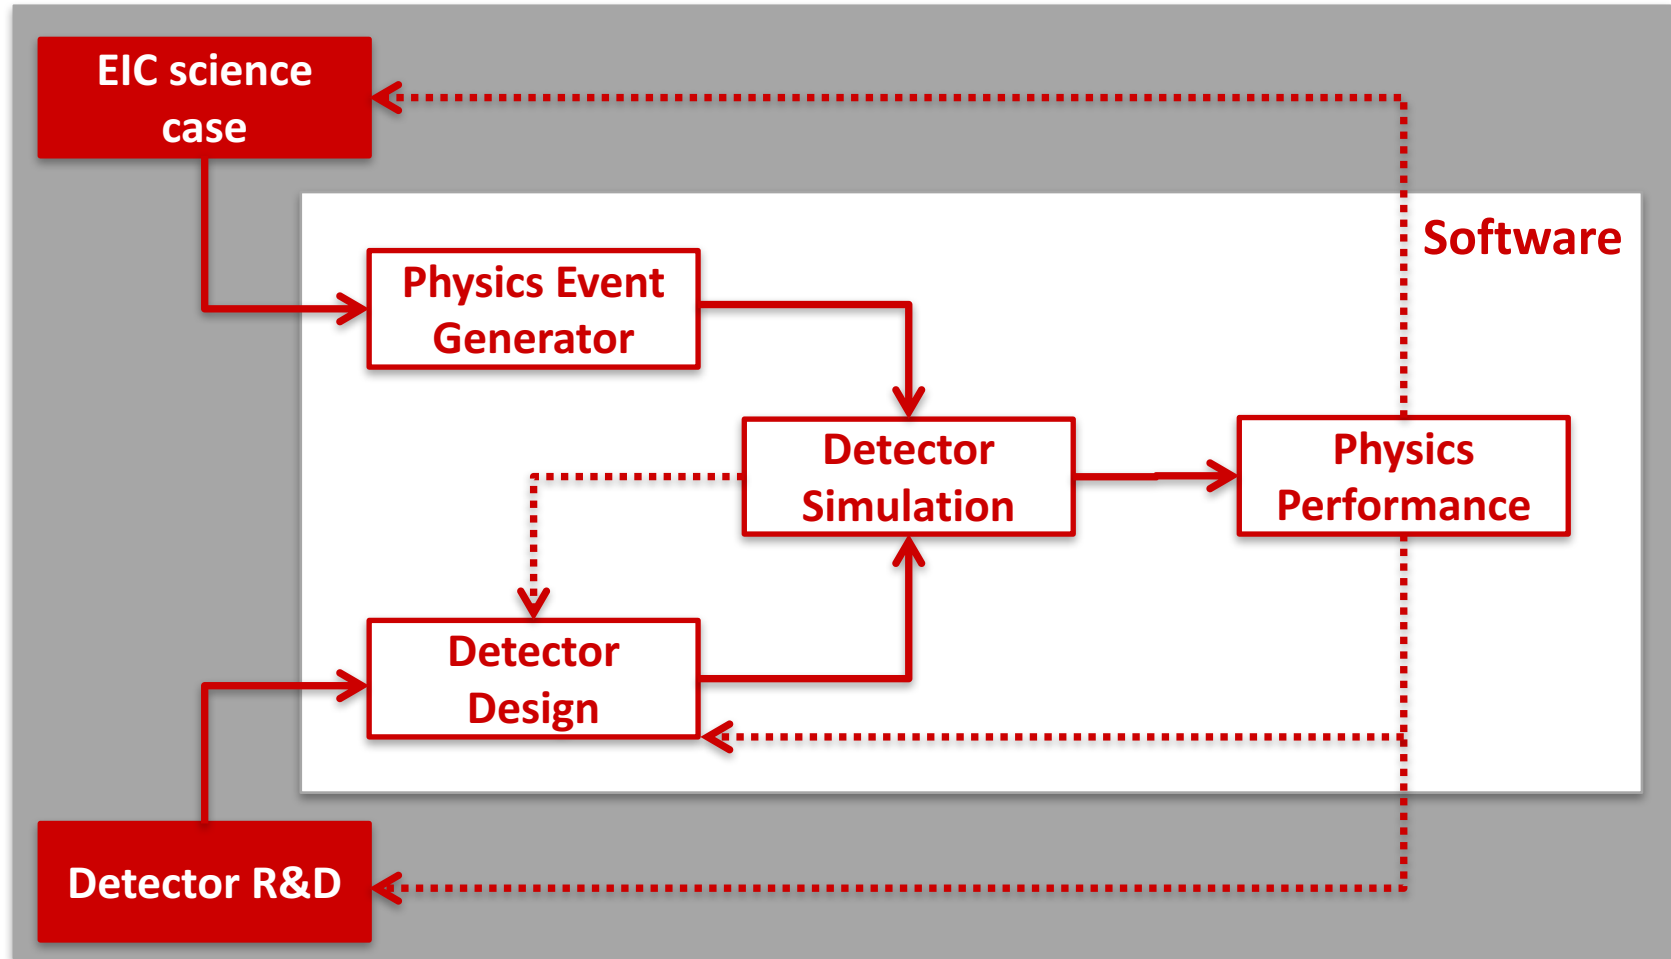 EIC science
case
Software
Physics Event
Generator
Detector
Simulation
Physics
Performance
Detector
Design
Detector R&D